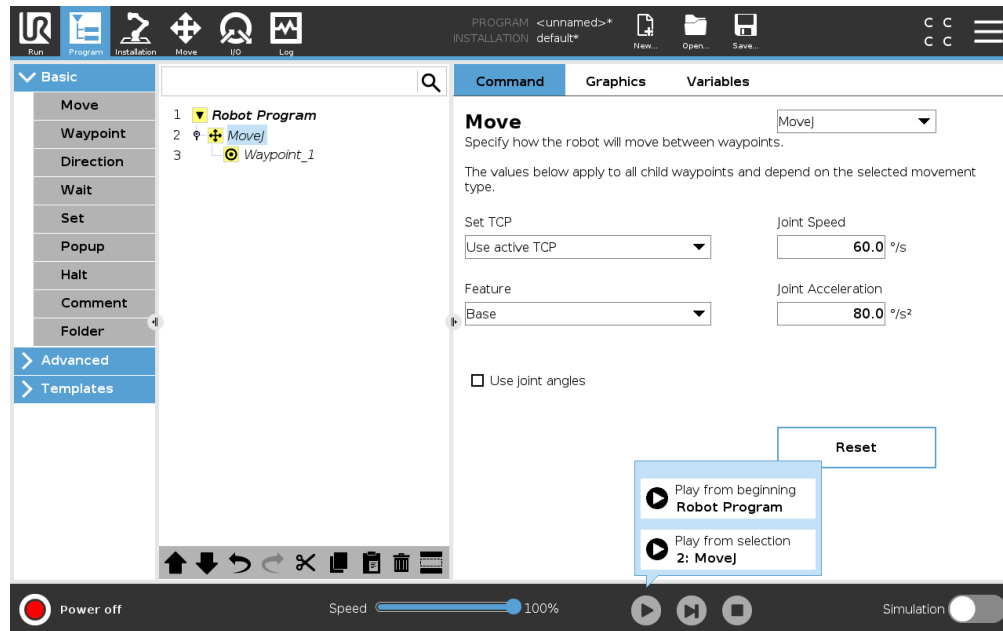 UR
Run
Program
Installation
Move
I/O
Log
PROGRAM <unnamed>*
INSTALLATION default*
New...
Open...
Save...
C C
C C
Basic
Move
Waypoint
Direction
Wait
Set
Popup
Halt
Comment
Folder
Advanced
Templates
1 Robot Program
2 MoveJ
3 Waypoint_1
Command Graphics Variables
Move
MoveJ
Specify how the robot will move between waypoints.
The values below apply to all child waypoints and depend on the selected movement
type.
Set TCP
Use active TCP
Joint Speed
60.0 °/s
Feature
Base
Joint Acceleration
80.0 °/s²
Use joint angles
Reset
Play from beginning
Robot Program
Play from selection
2: MoveJ
Power off
Speed 100%
Simulation